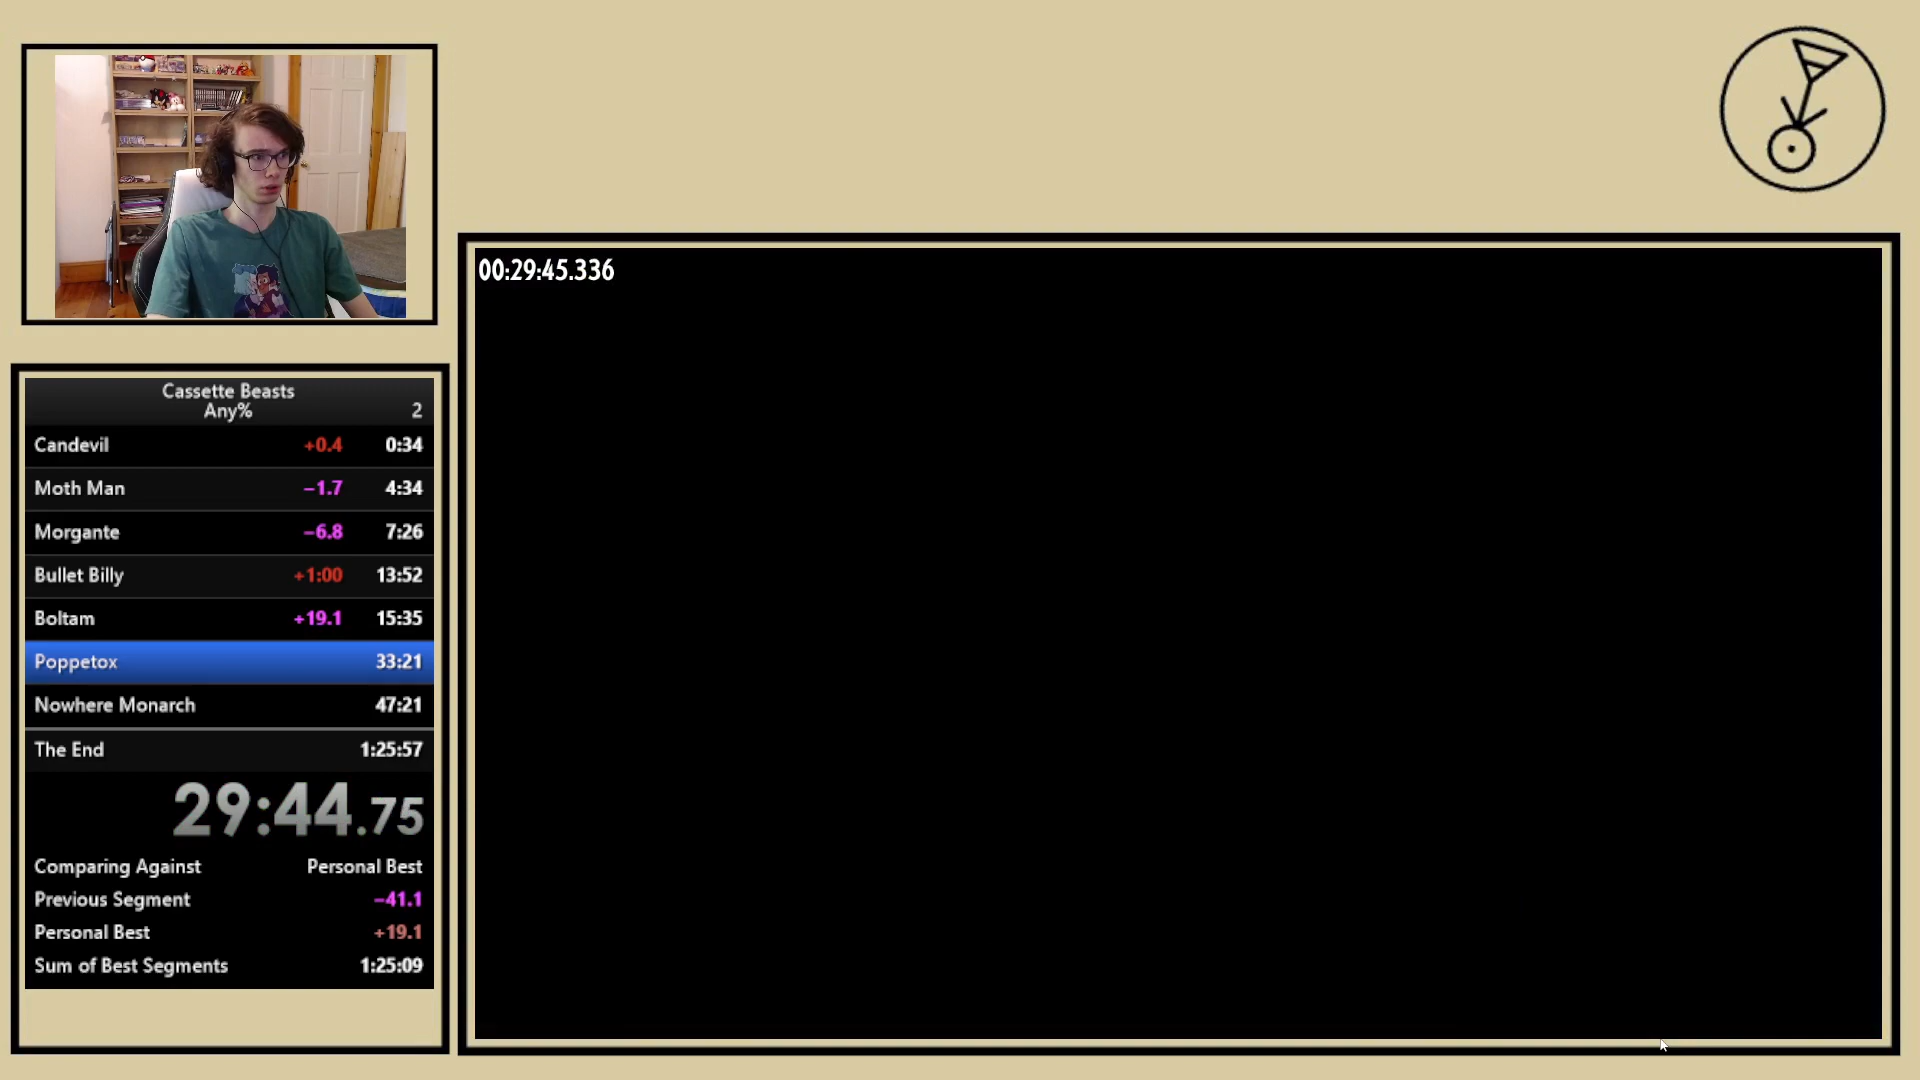 00:29:45.336
Cassette Beasts
Any% 2
Candevil +0.4 0:34
Moth Man −1.7 4:34
Morgante −6.8 7:26
Bullet Billy +1:00 13:52
Boltam +19.1 15:35
Poppetox 33:21
Nowhere Monarch 47:21
The End 1:25:57
29:44.75
Comparing Against Personal Best
Previous Segment −41.1
Personal Best +19.1
Sum of Best Segments 1:25:09